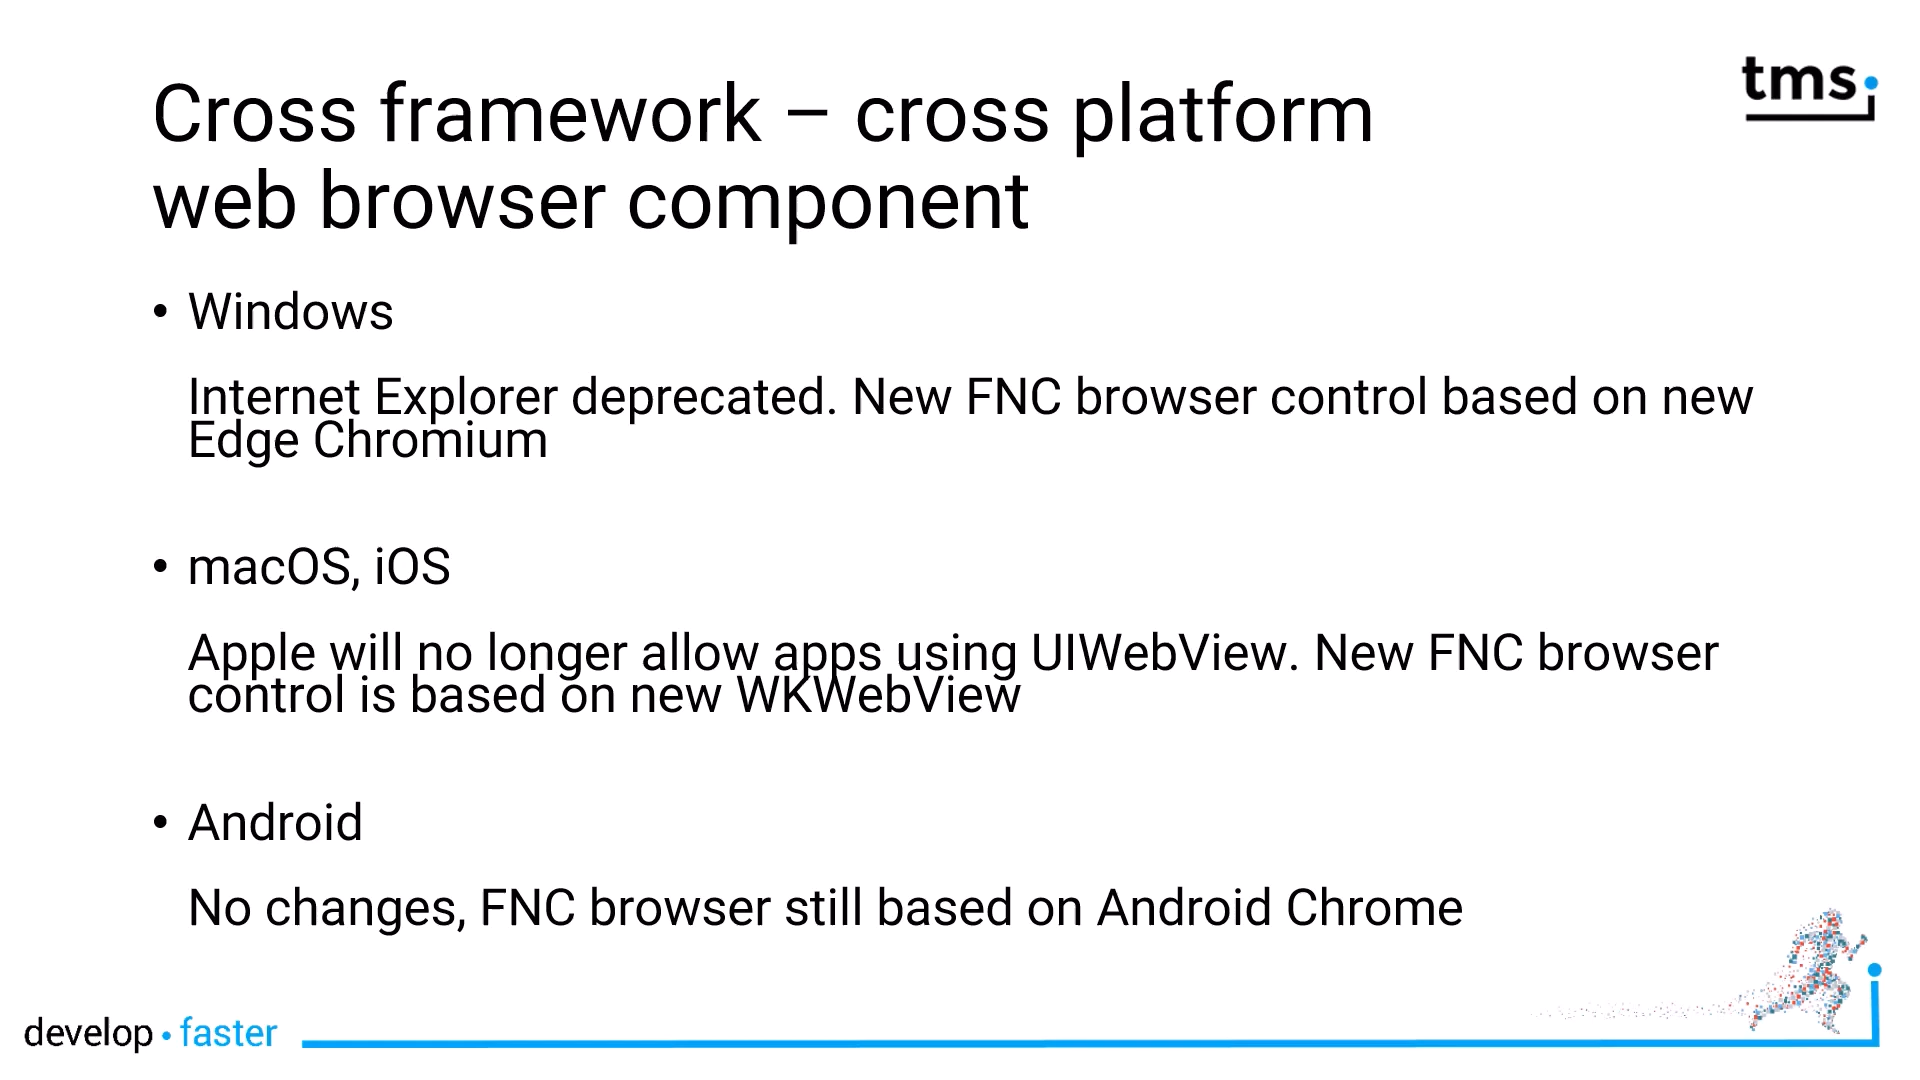 tms
Cross framework – cross platform
web browser component
• Windows
Internet Explorer deprecated. New FNC browser control based on new
Edge Chromium
• macOS, iOS
Apple will no longer allow apps using UIWebView. New FNC browser
control is based on new WKWebView
• Android
No changes, FNC browser still based on Android Chrome
develop • faster